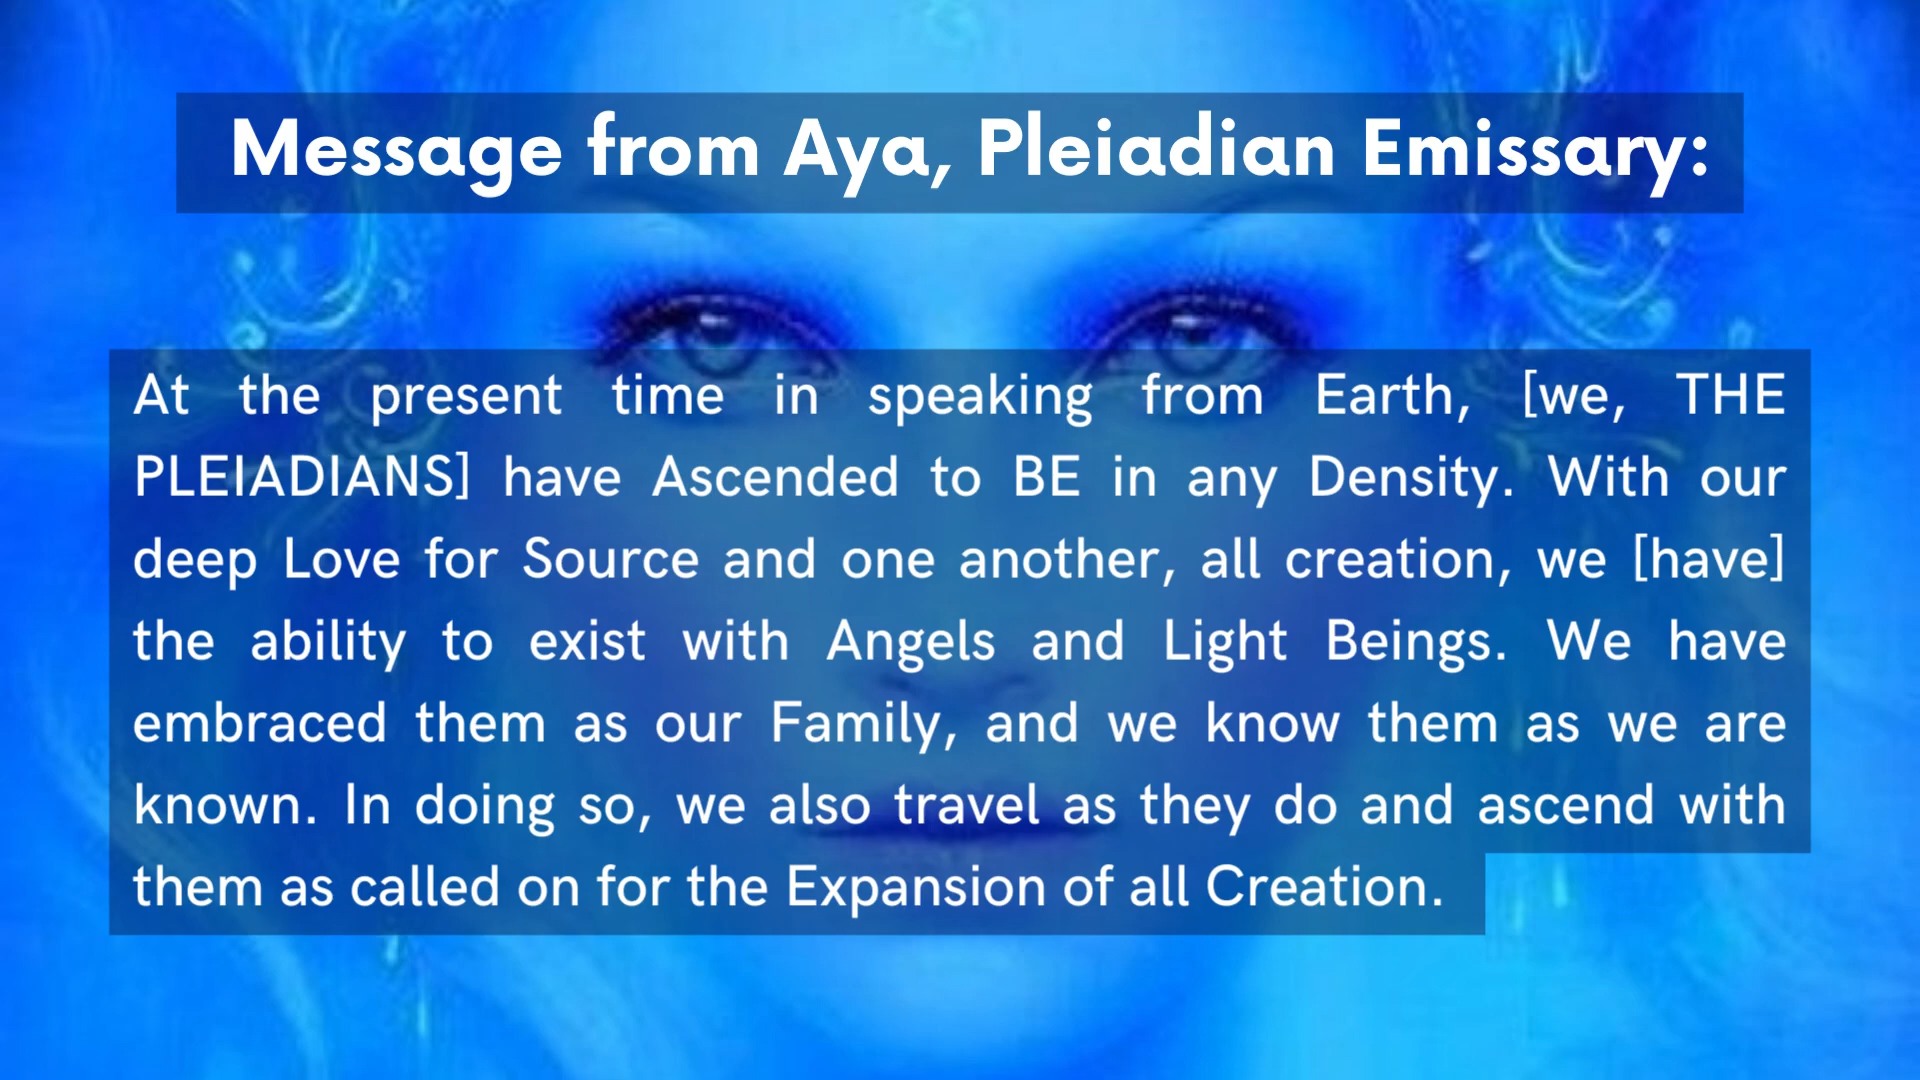 Message from Aya, Pleiadian Emissary:
At the present time in speaking from Earth, [we, THE
PLEIADIANS] have Ascended to BE in any Density. With our
deep Love for Source and one another, all creation, we [have]
the ability to exist with Angels and Light Beings. We have
embraced them as our Family, and we know them as we are
known. In doing so, we also travel as they do and ascend with
them as called on for the Expansion of all Creation.